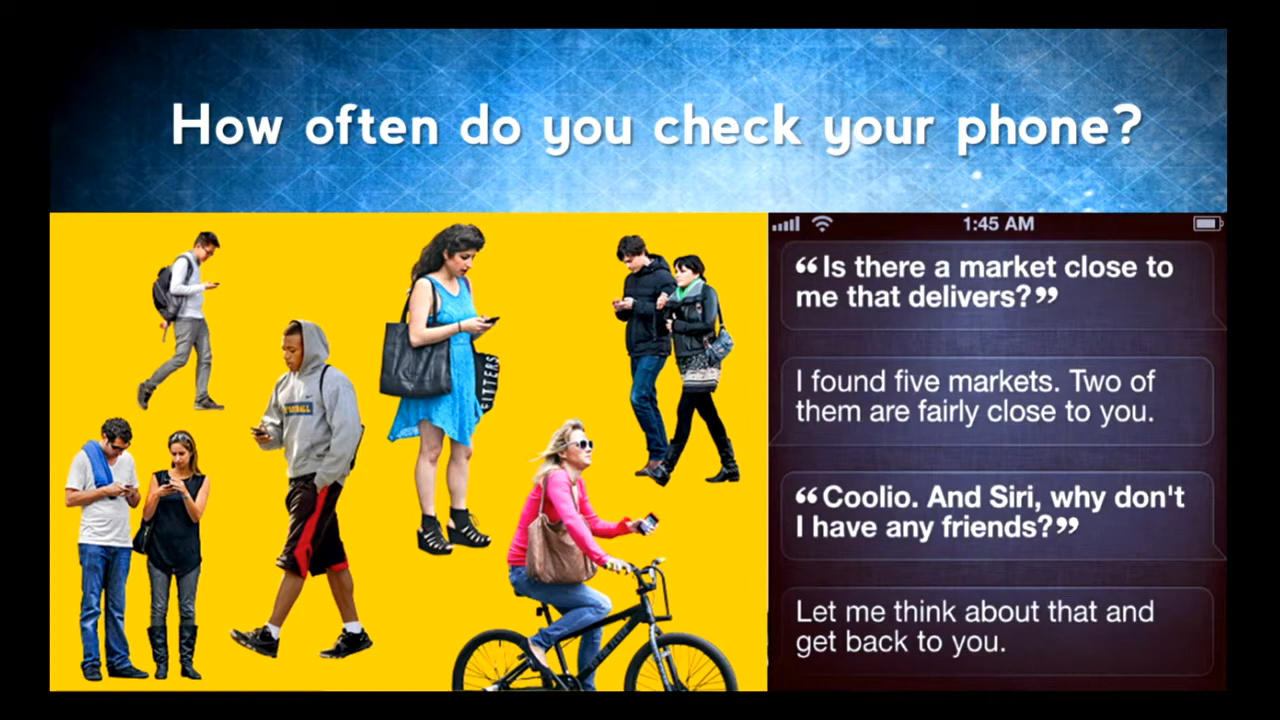 How often do you check your phone?
1:45 AM
“Is there a market close to
me that delivers?”
I found five markets. Two of
them are fairly close to you.
“Coolio. And Siri, why don't
I have any friends?”
Let me think about that and
get back to you.